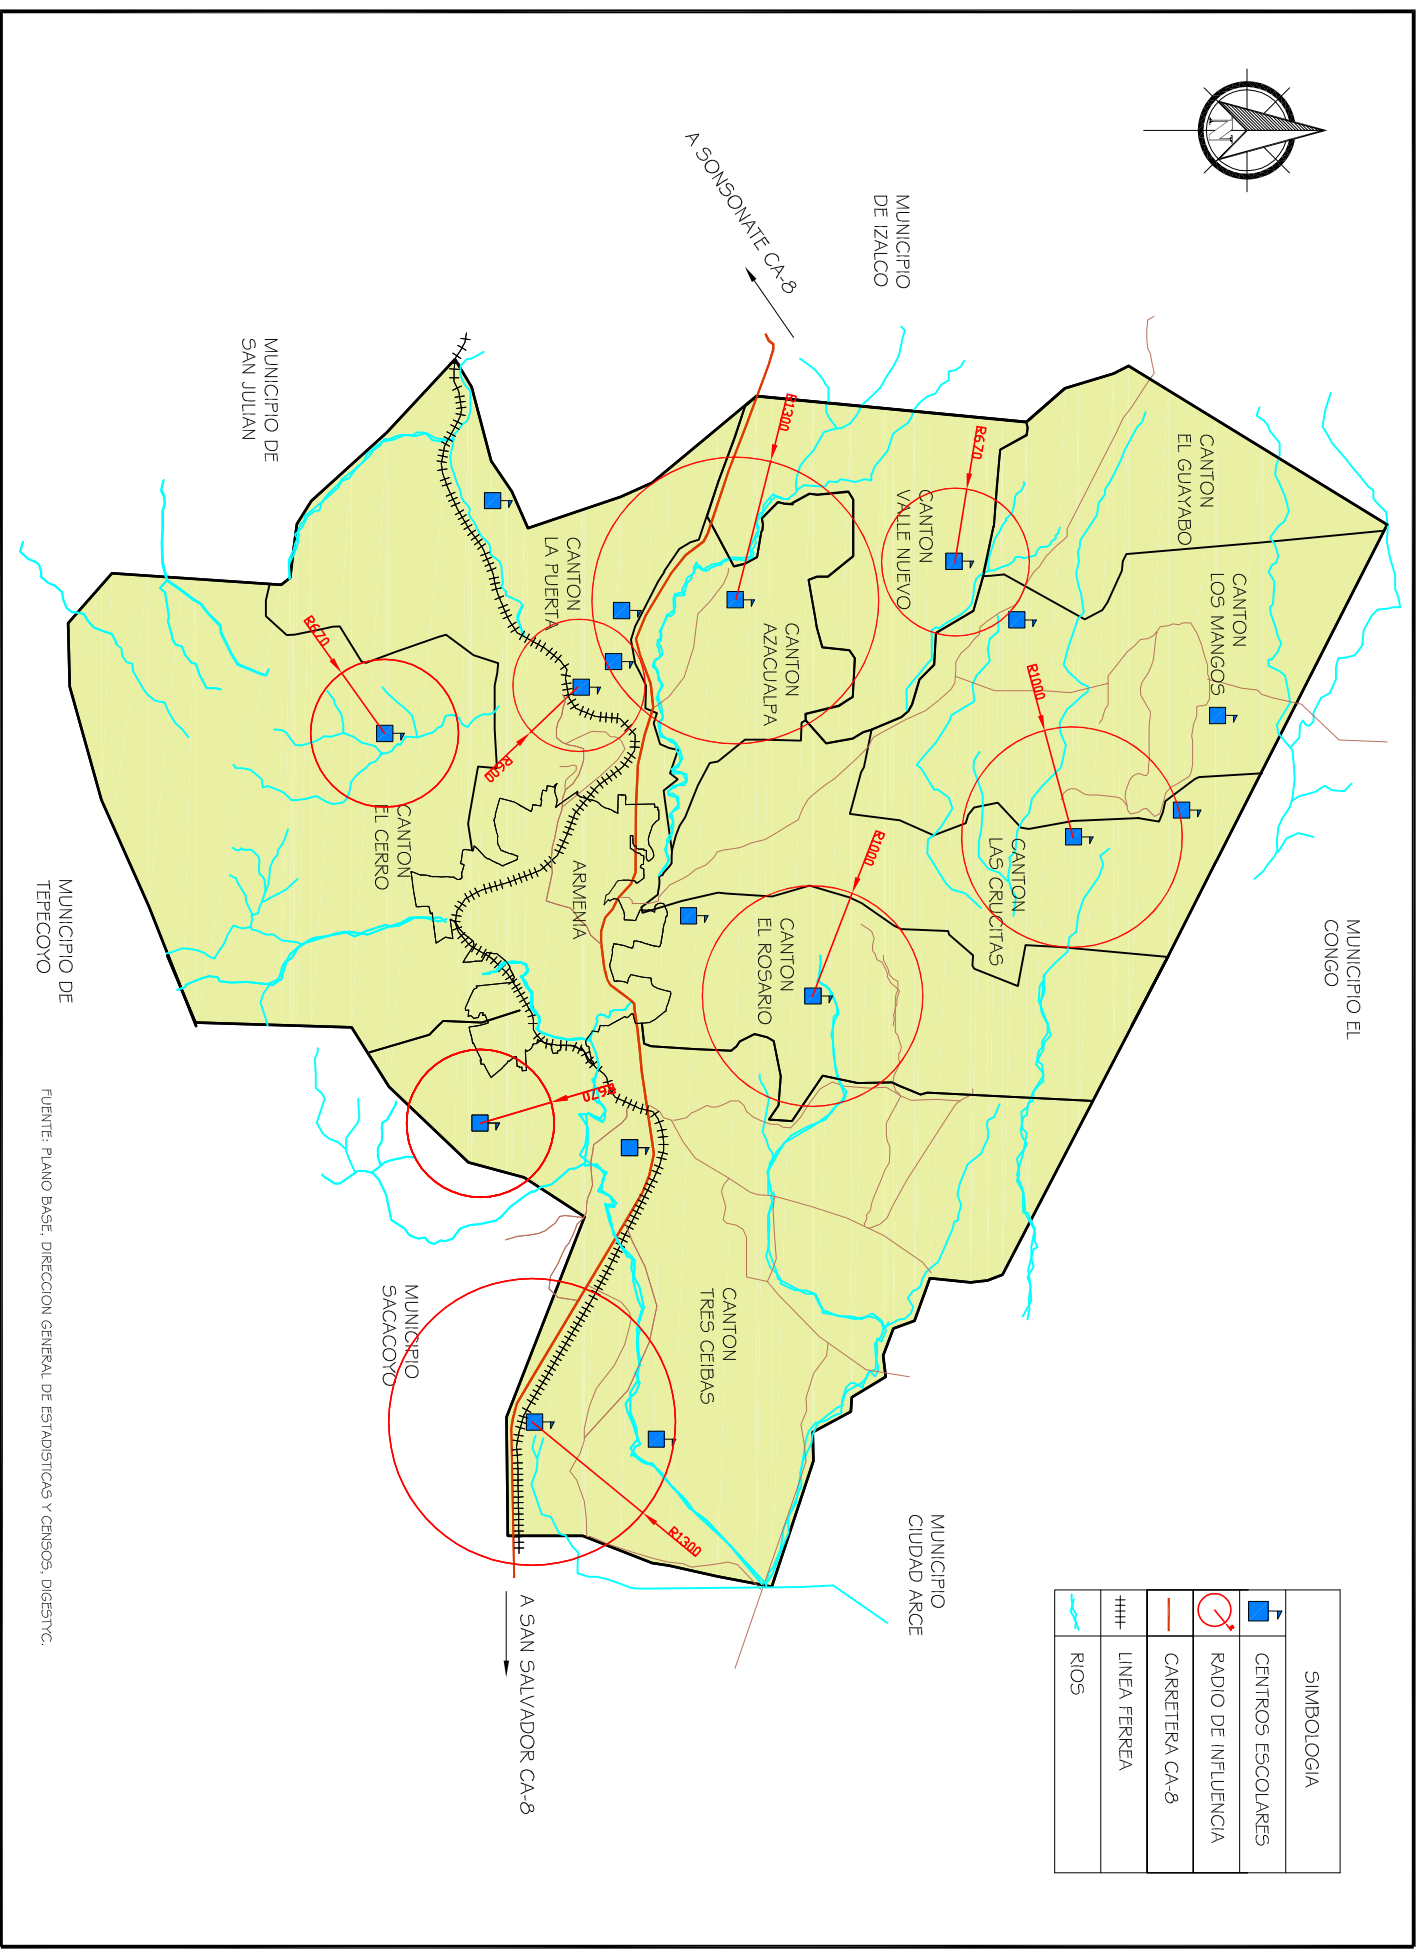 N
MUNICIPIO EL
CONGO
MUNICIPIO
DE IZALCO
A SONSONATE CA-8
CANTON
EL GUAYABO
CANTON
LOS MANGOS
CANTON
VALLE NUEVO
CANTON
LAS CRUCITAS
CANTON
AZACUALPA
CANTON
EL ROSARIO
CANTON
LA PUERTA
ARMENIA
CANTON
TRES CEIBAS
CANTON
EL CERRO
R1300
R670
R1000
R1000
R600
R670
R670
R1300
MUNICIPIO
CIUDAD ARCE
MUNICIPIO
SACACOYO
MUNICIPIO DE
SAN JULIAN
MUNICIPIO DE
TEPECOYO
A SAN SALVADOR CA-8
SIMBOLOGIA
CENTROS ESCOLARES
RADIO DE INFLUENCIA
CARRETERA CA-8
LINEA FERREA
RIOS
FUENTE: PLANO BASE, DIRECCION GENERAL DE ESTADISTICAS Y CENSOS, DIGESTYC.